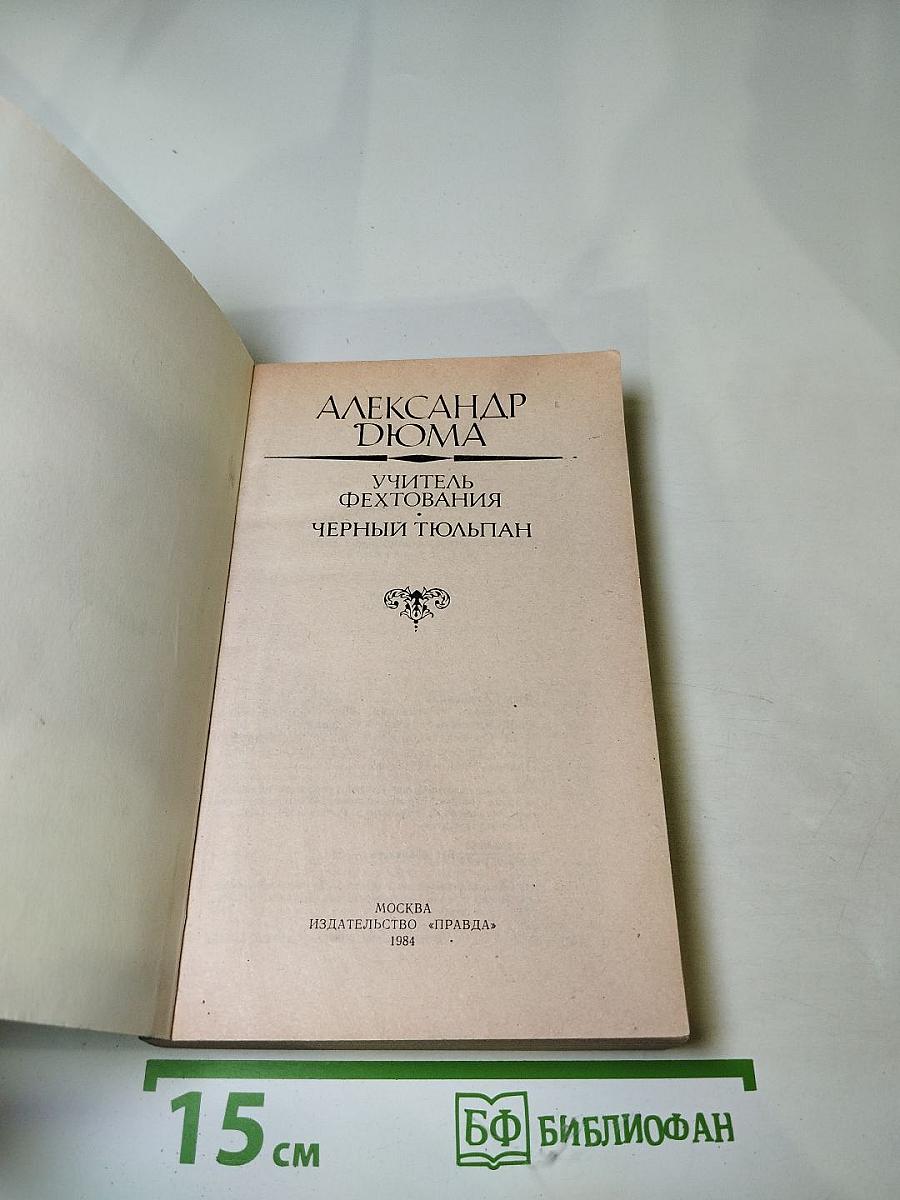 АЛЕКСАНДР
ДЮМА
УЧИТЕЛЬ
ФЕХТОВАНИЯ
•
ЧЕРНЫЙ ТЮЛЬПАН
МОСКВА
ИЗДАТЕЛЬСТВО «ПРАВДА»
1984
15 см
БФ БИБЛИОФАН